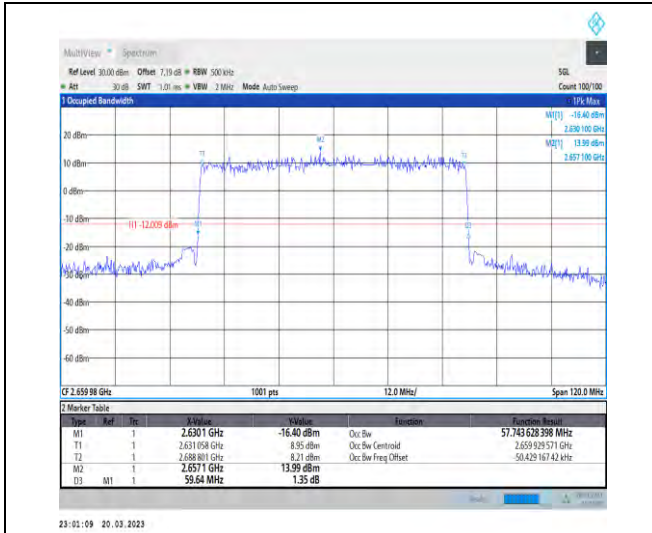 MultiView Spectrum
Ref Level 30.00 dBm Offset 7.19 dB RBW 500 kHz SGL
Att 30 dB SWT 1.01 ms VBW 2 MHz Mode Auto Sweep Count 100/100
1 Occupied Bandwidth 1Pk Max
M1[1] -16.40 dBm
2.630 100 GHz
M2[1] 13.99 dBm
2.657 100 GHz
M2
20 dBm
T1
T2
10 dBm
0 dBm
-10 dBm
H1 -12.009 dBm
-20 dBm
-30 dBm
-40 dBm
-50 dBm
-60 dBm
CF 2.659 98 GHz 1001 pts 12.0 MHz/ Span 120.0 MHz
2 Marker Table
Type Ref Trc X-Value Y-Value Function Function Result
M1 1 2.6301 GHz -16.40 dBm Occ Bw 57.743 628 398 MHz
T1 1 2.631 058 GHz 8.95 dBm Occ Bw Centroid 2.659 929 571 GHz
T2 1 2.688 801 GHz 8.21 dBm Occ Bw Freq Offset -50.429 167 42 kHz
M2 1 2.6571 GHz 13.99 dBm
D3 M1 1 59.64 MHz 1.35 dB
23:01:09 20.03.2023